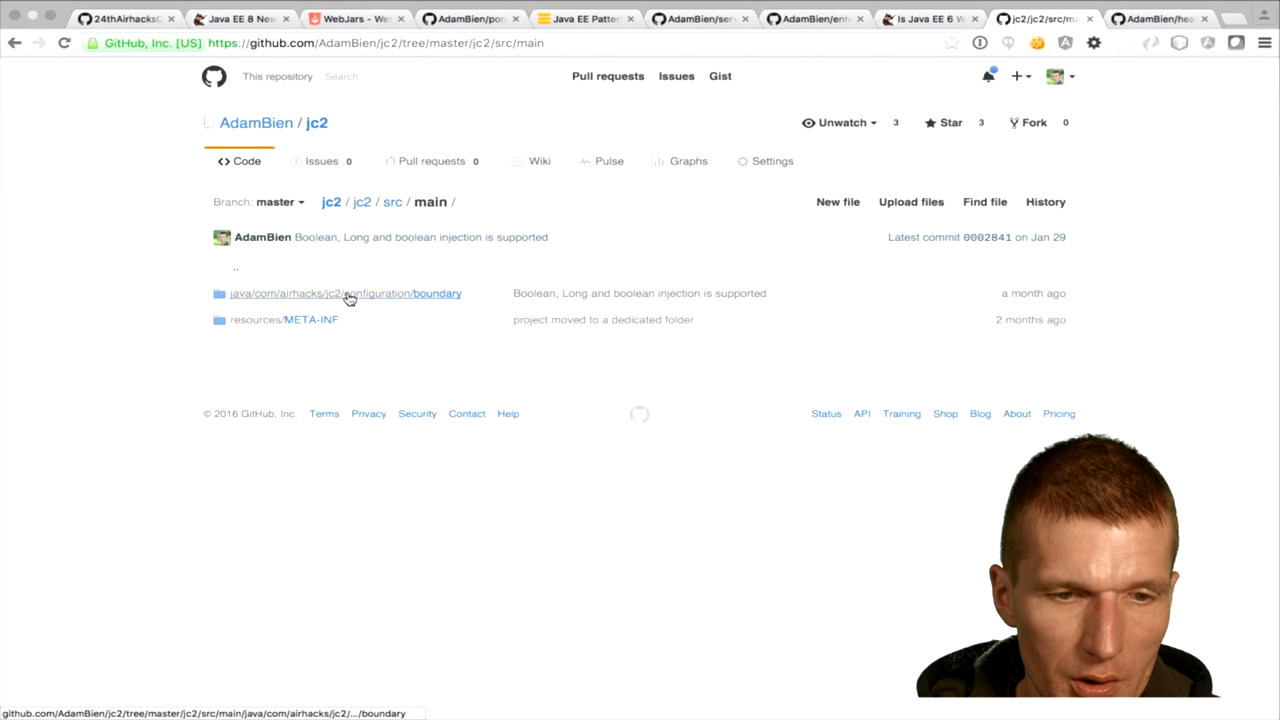 24thAirhacks
Java EE 8 New
WebJars - We
AdamBien/por
Java EE Patter
AdamBien/ser
AdamBien/enh
Is Java EE 6 W
jc2/jc2/src/ma
AdamBien/hea
GitHub, Inc. [US] https://github.com/AdamBien/jc2/tree/master/jc2/src/main
This repository Search Pull requests Issues Gist
AdamBien / jc2 Unwatch 3 Star 3 Fork 0
Code Issues 0 Pull requests 0 Wiki Pulse Graphs Settings
Branch: master jc2 / jc2 / src / main / New file Upload files Find file History
AdamBien Boolean, Long and boolean injection is supported Latest commit 0002841 on Jan 29
..
java/com/airhacks/jc2/configuration/boundary Boolean, Long and boolean injection is supported a month ago
resources/META-INF project moved to a dedicated folder 2 months ago
© 2016 GitHub, Inc. Terms Privacy Security Contact Help Status API Training Shop Blog About Pricing
github.com/AdamBien/jc2/tree/master/jc2/src/main/java/com/airhacks/jc2/.../boundary